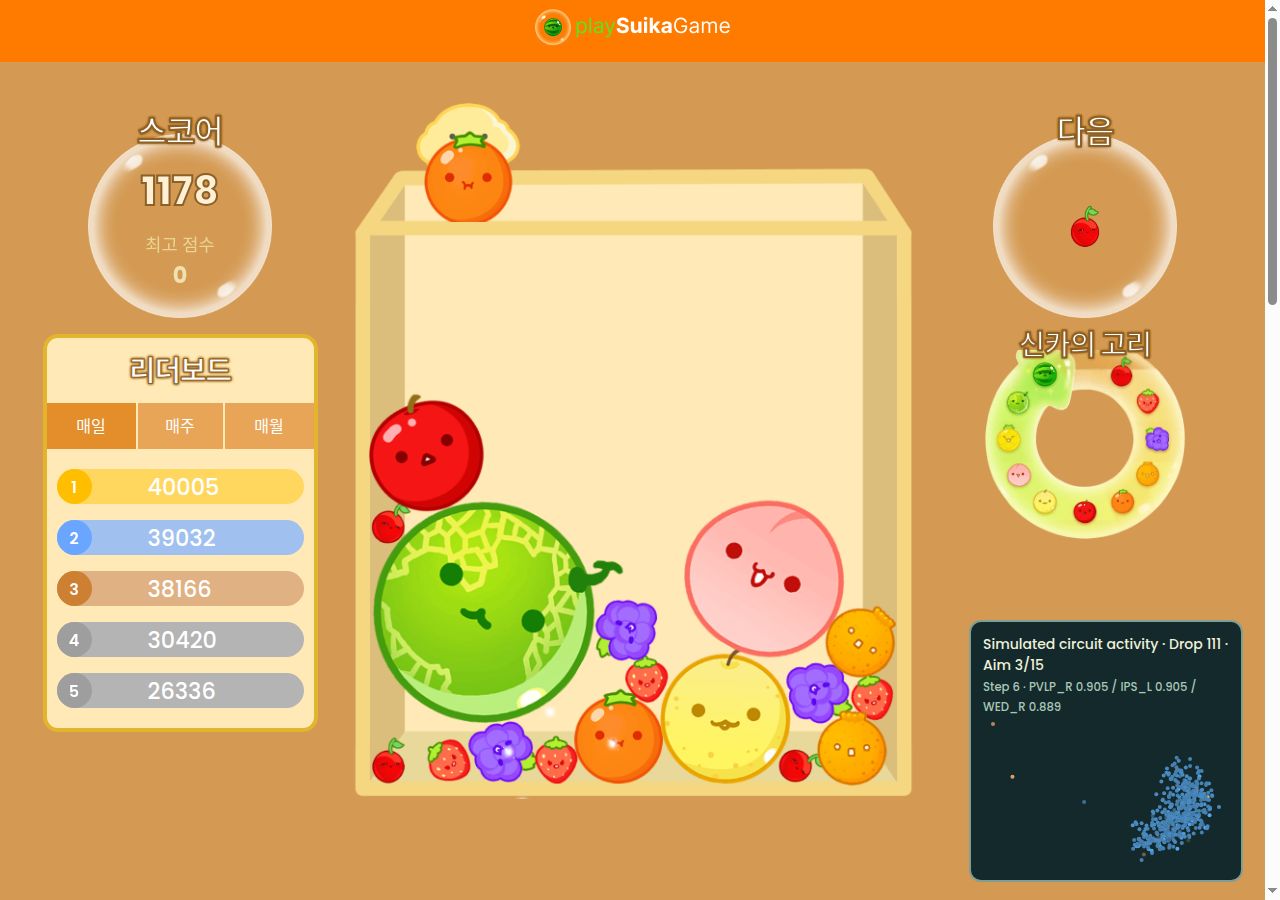 playSuikaGame
스코어
1178
최고 점수
0
다음
신카의 고리
리더보드
매일 매주 매월
1 40005
2 39032
3 38166
4 30420
5 26336
Simulated circuit activity · Drop 111 ·
Aim 3/15
Step 6 · PVLP_R 0.905 / IPS_L 0.905 /
WED_R 0.889